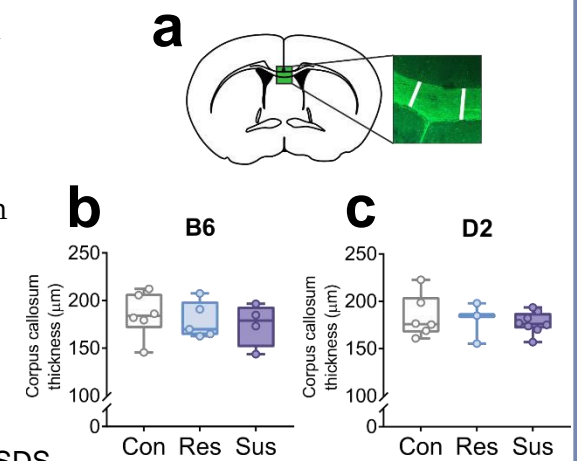 a
n
b
c
B6
D2
Corpus callosum
thickness (μm)
250
200
150
100
0
Con Res Sus
Corpus callosum
thickness (μm)
250
200
150
100
0
Con Res Sus
SDS